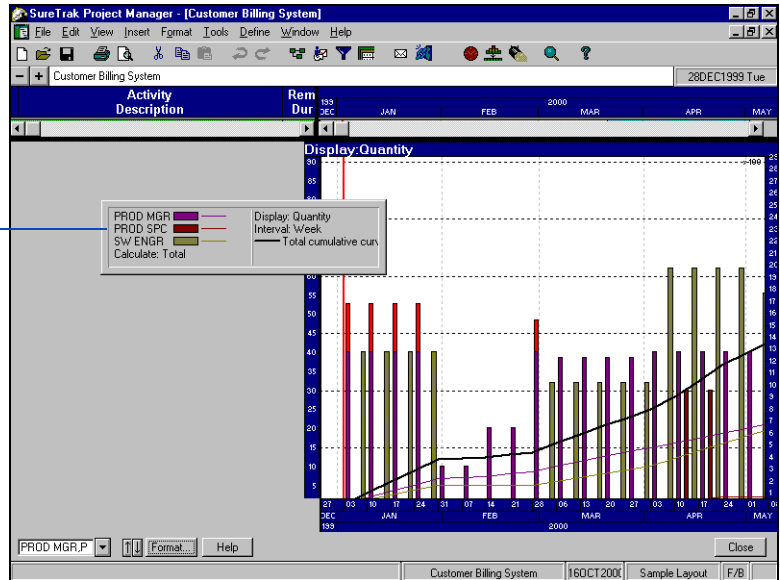 SureTrak Project Manager - [Customer Billing System]
File Edit View Insert Format Tools Define Window Help
Customer Billing System
28DEC1999 Tue
Activity Description
Rem Dur
199 2000
DEC JAN FEB MAR APR MAY
Display:Quantity
PROD MGR
PROD SPC
SW ENGR
Calculate: Total
Display: Quantity
Interval: Week
Total cumulative cur
90
85
55
50
45
40
35
30
25
20
15
10
5
27 03 10 17 24 31 07 14 21 28 06 13 20 27 03 10 17 24 01
DEC JAN FEB MAR APR MAY
199 2000
PROD MGR,P
Format...
Help
Close
Customer Billing System
16OCT200
Sample Layout
F/B